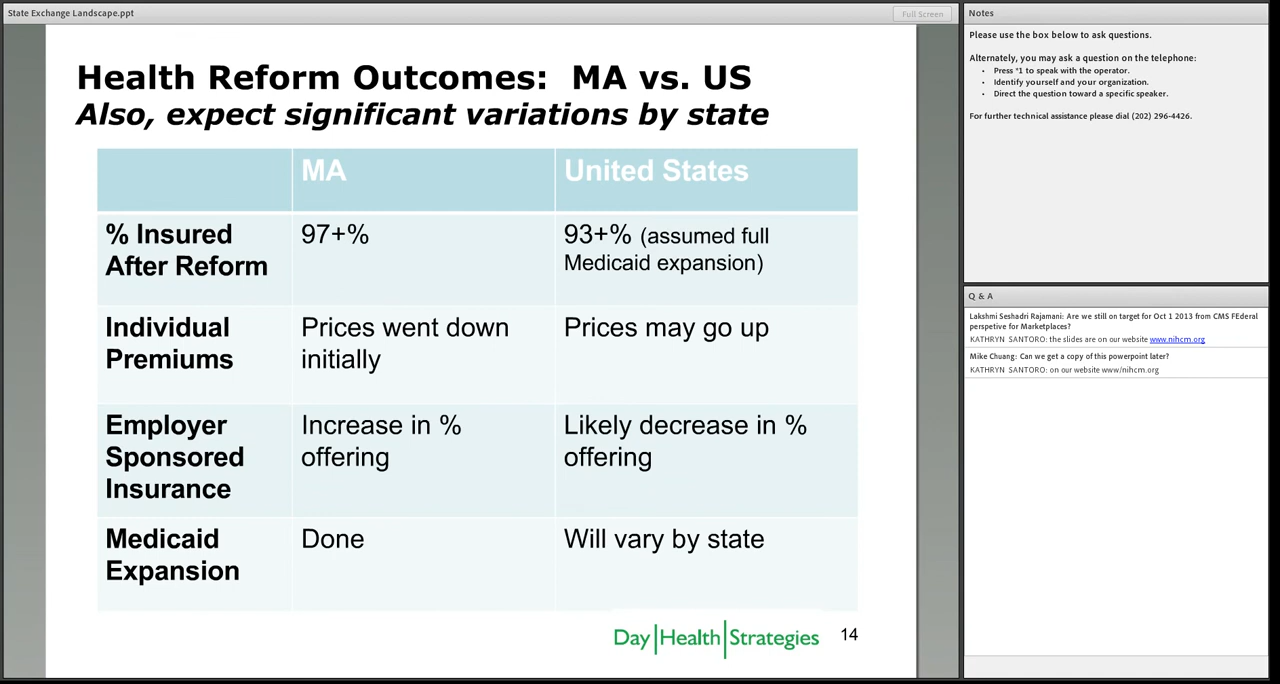 State Exchange Landscape.ppt
Full Screen
Health Reform Outcomes:  MA vs. US
Also, expect significant variations by state
MA
United States
% Insured
After Reform
97+%
93+% (assumed full
Medicaid expansion)
Individual
Premiums
Prices went down
initially
Prices may go up
Employer
Sponsored
Insurance
Increase in %
offering
Likely decrease in %
offering
Medicaid
Expansion
Done
Will vary by state
Day|Health|Strategies
14
Notes
Please use the box below to ask questions.
Alternately, you may ask a question on the telephone:
• Press *1 to speak with the operator.
• Identify yourself and your organization.
• Direct the question toward a specific speaker.
For further technical assistance please dial (202) 296-4426.
Q & A
Lakshmi Seshadri Rajamani: Are we still on target for Oct 1 2013 from CMS FEderal
perspetive for Marketplaces?
KATHRYN  SANTORO: the slides are on our website www.nihcm.org
Mike Chuang: Can we get a copy of this powerpoint later?
KATHRYN  SANTORO: on our website www/nihcm.org